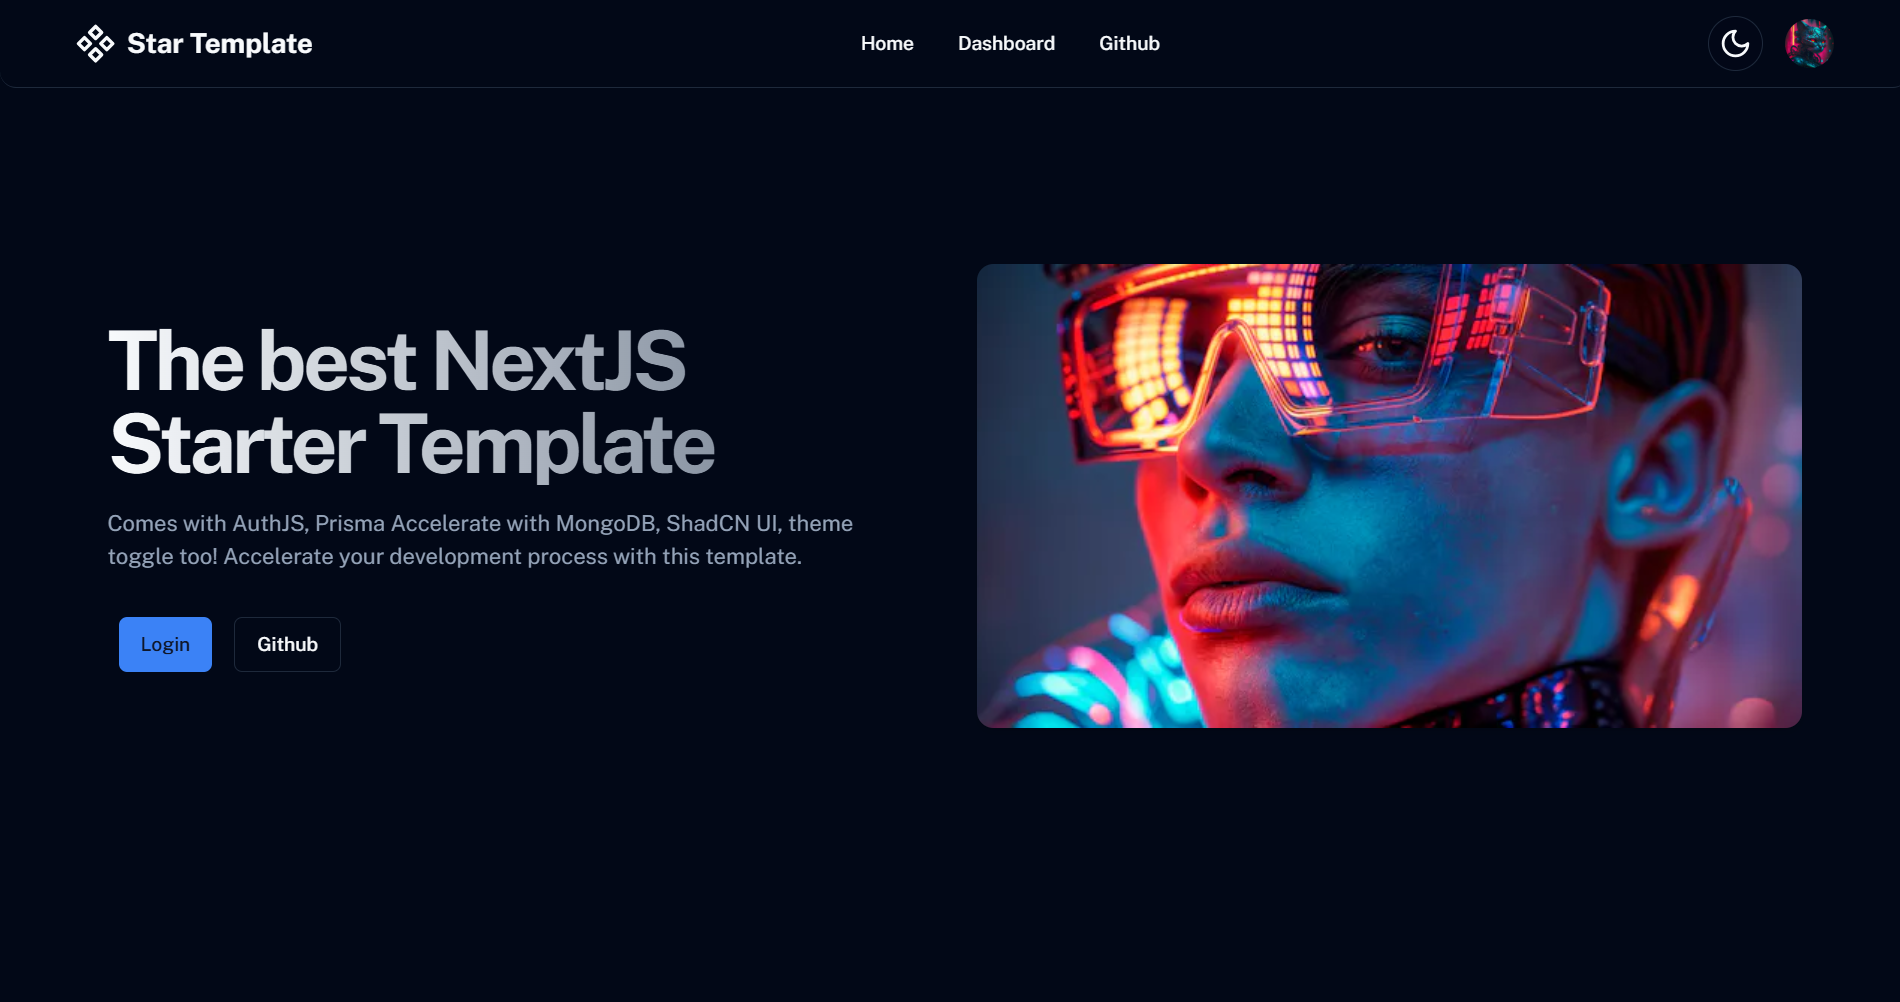 Star Template
Home
Dashboard
Github
The best NextJS
Starter Template
Comes with AuthJS, Prisma Accelerate with MongoDB, ShadCN UI, theme
toggle too! Accelerate your development process with this template.
Login
Github